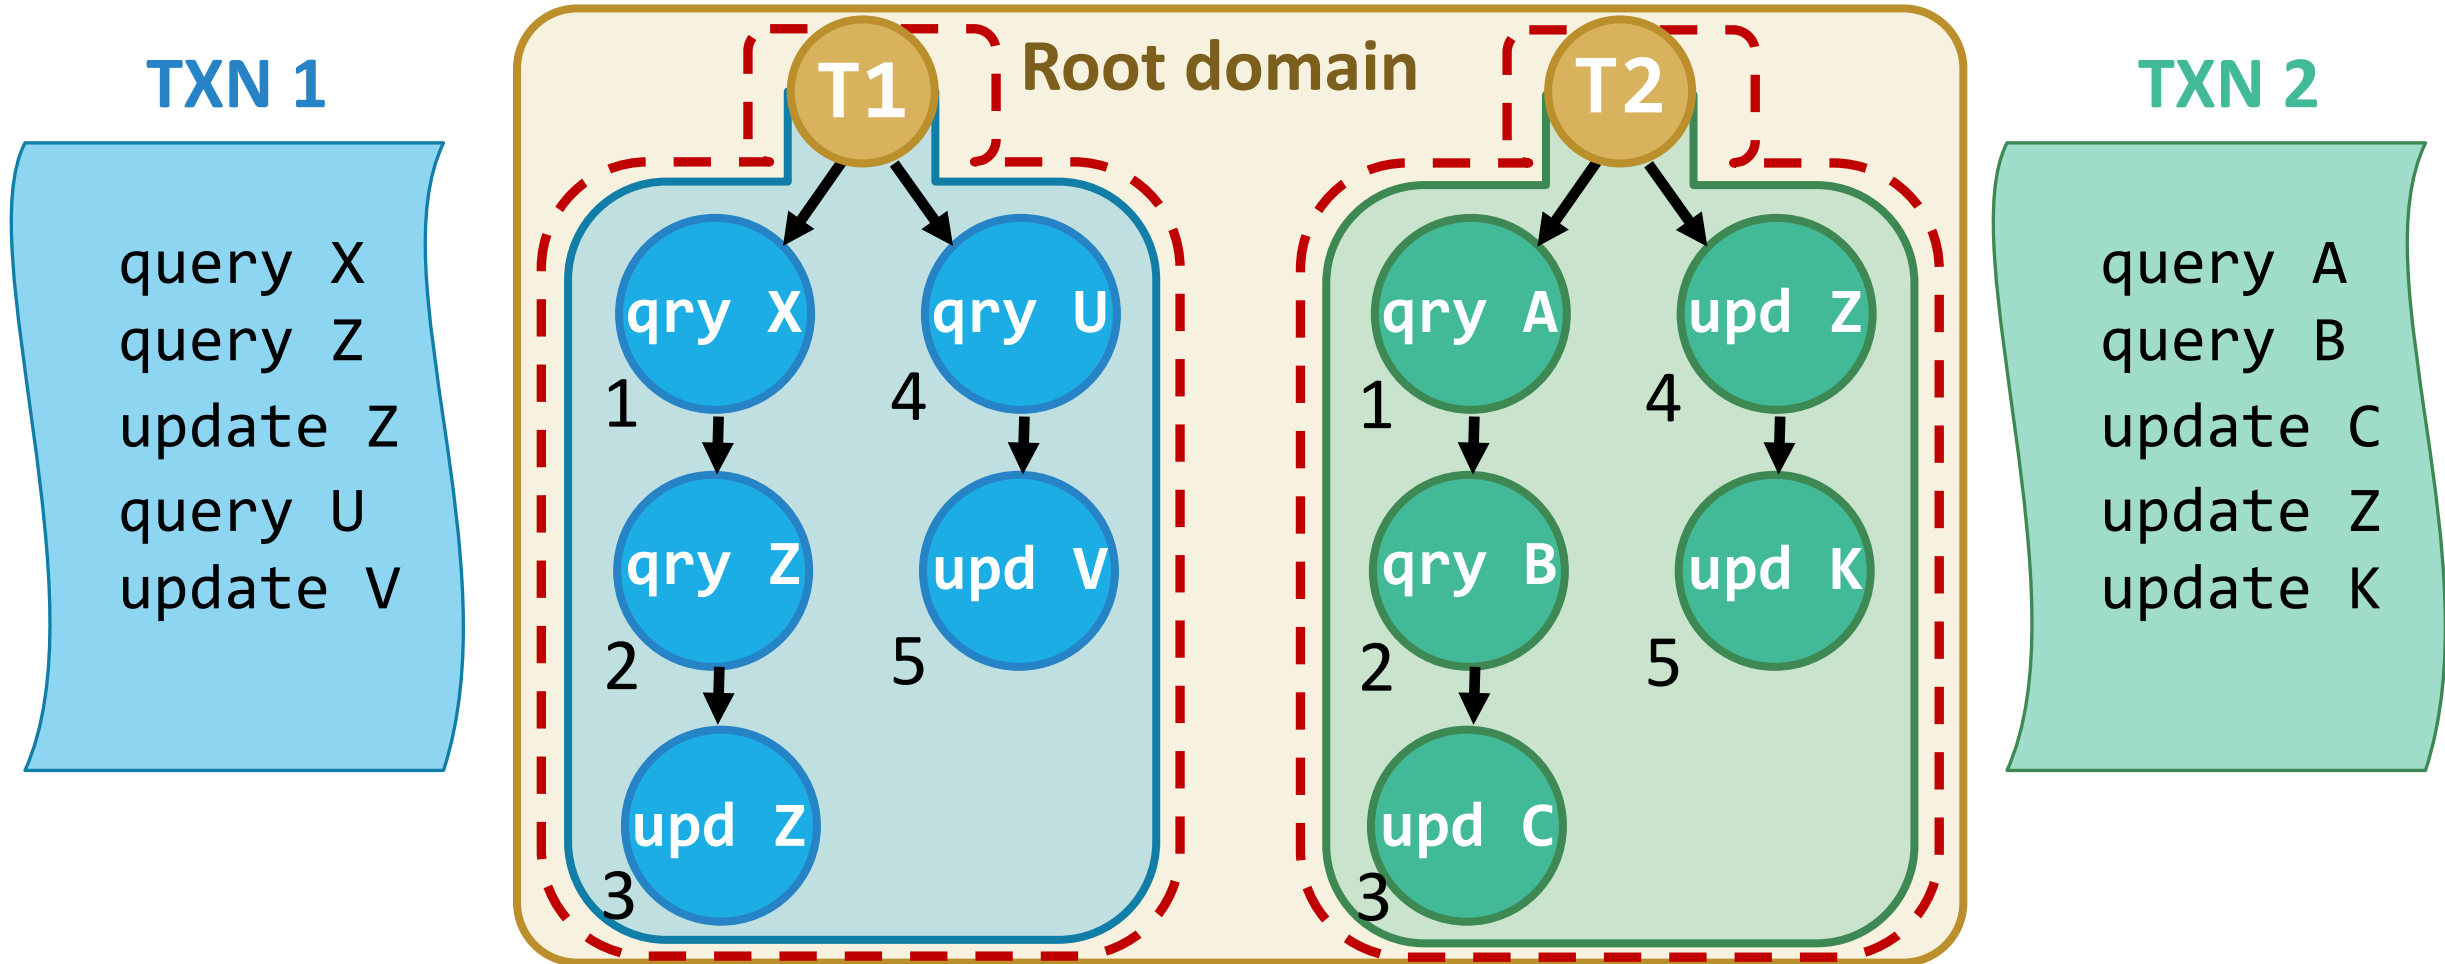 TXN 1
query X
query Z
update Z
query U
update V
Root domain
T1
qry X
1
qry Z
2
upd Z
3
qry U
4
upd V
5
T2
qry A
1
qry B
2
upd C
3
upd Z
4
upd K
5
TXN 2
query A
query B
update C
update Z
update K